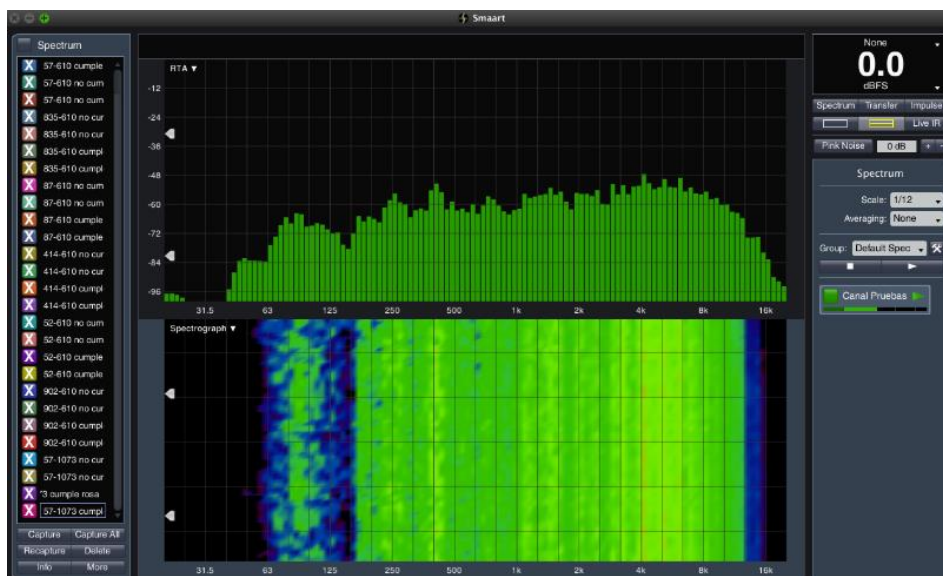 Smaart
Spectrum
57-610 cumple
57-610 no cum
57-610 no cum
835-610 no cur
835-610 no cur
835-610 cumpl
835-610 cumpl
87-610 no cum
87-610 no cum
87-610 cumple
87-610 cumple
414-610 no cur
414-610 no cur
414-610 cumpl
414-610 cumpl
52-610 no cum
52-610 no cum
52-610 cumple
52-610 cumple
902-610 no cur
902-610 no cur
902-610 cumpl
902-610 cumpl
57-1073 no cur
57-1073 no cur
*3 cumple rosa
57-1073 cumpl
Capture Capture All
Recapture Delete
Info More
RTA
-12
-24
-36
-48
-60
-72
-84
-96
31.5 63 125 250 500 1k 2k 4k 8k 16k
Spectrograph
31.5 63 125 250 500 1k 2k 4k 8k 16k
None
0.0
dBFS
Spectrum Transfer Impulse
Live IR
Pink Noise 0 dB + -
Spectrum
Scale: 1/12
Averaging: None
Group: Default Spec
Canal Pruebas